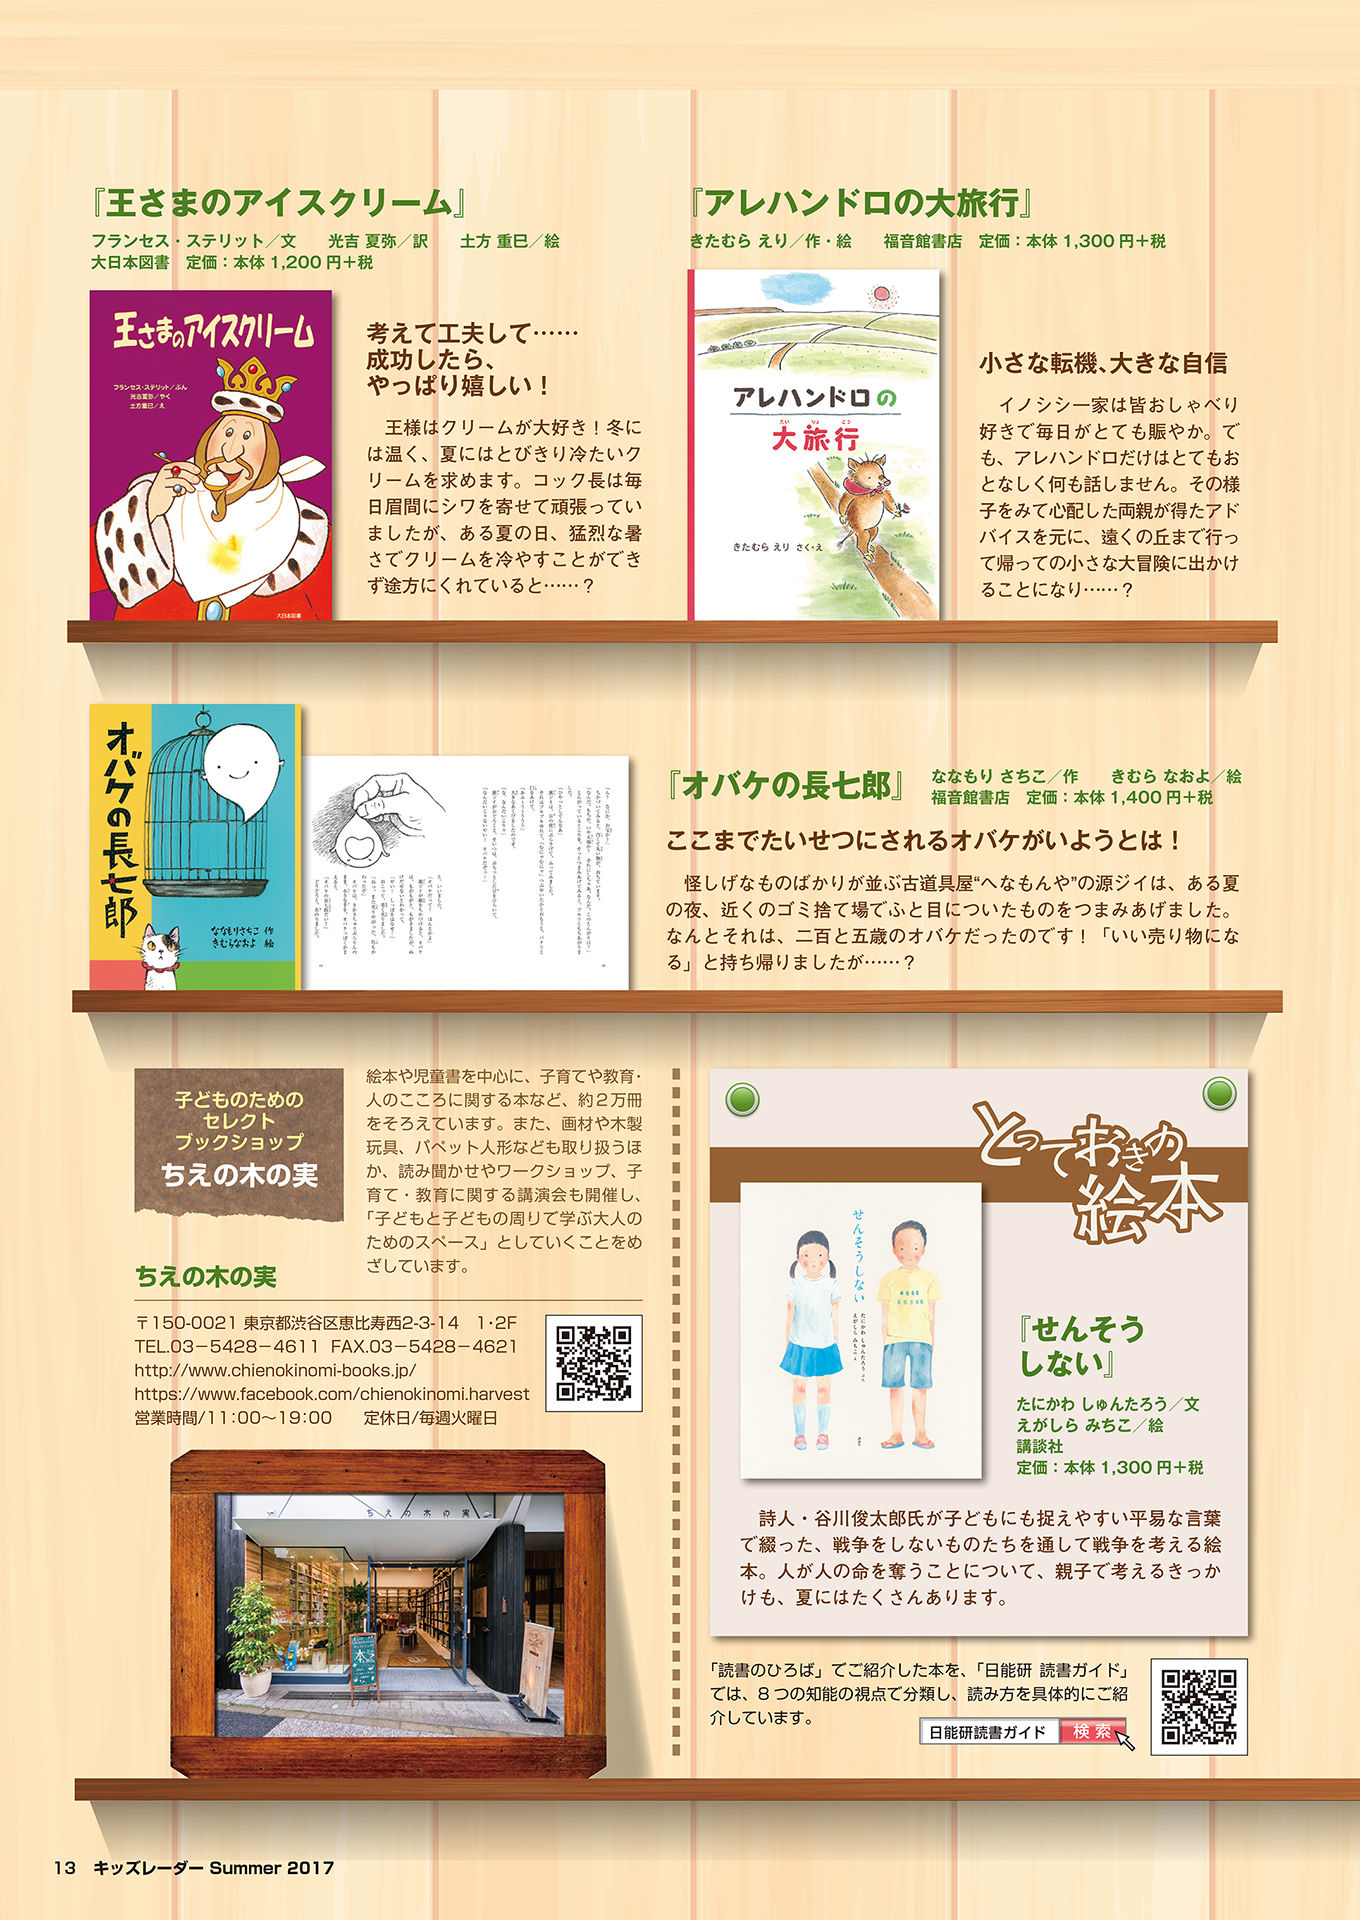 『王さまのアイスクリーム』
フランセス・ステリット／文　光吉 夏弥／訳　土方 重巳／絵
大日本図書　定価：本体 1,200 円＋税
王さまのアイスクリーム
フランセス・ステリット／ぶん
光吉夏弥／やく
土方重巳／え
大日本図書
考えて工夫して……
成功したら、
やっぱり嬉しい！
王様はクリームが大好き！冬に
は温く、夏にはとびきり冷たいク
リームを求めます。コック長は毎
日眉間にシワを寄せて頑張ってい
ましたが、ある夏の日、猛烈な暑
さでクリームを冷やすことができ
ず途方にくれていると……？
『アレハンドロの大旅行』
きたむら えり／作・絵　福音館書店　定価：本体 1,300 円＋税
アレハンドロの
大旅行
だい りょ こう
きたむら えり さく・え
小さな転機、大きな自信
イノシシ一家は皆おしゃべり
好きで毎日がとても賑やか。で
も、アレハンドロだけはとてもお
となしく何も話しません。その様
子をみて心配した両親が得たアド
バイスを元に、遠くの丘まで行っ
て帰っての小さな大冒険に出かけ
ることになり……？
オバケの長七郎
ななもりさちこ 作
きむらなおよ 絵
『オバケの長七郎』
ななもり さちこ／作　きむら なおよ／絵
福音館書店　定価：本体 1,400 円＋税
ここまでたいせつにされるオバケがいようとは！
怪しげなものばかりが並ぶ古道具屋“へなもんや”の源ジイは、ある夏
の夜、近くのゴミ捨て場でふと目についたものをつまみあげました。
なんとそれは、二百と五歳のオバケだったのです！「いい売り物にな
る」と持ち帰りましたが……？
子どものための
セレクト
ブックショップ
ちえの木の実
絵本や児童書を中心に、子育てや教育・
人のこころに関する本など、約２万冊
をそろえています。また、画材や木製
玩具、パペット人形なども取り扱うほ
か、読み聞かせやワークショップ、子
育て・教育に関する講演会も開催し、
「子どもと子どもの周りで学ぶ大人の
ためのスペース」としていくことをめ
ざしています。
ちえの木の実
〒150-0021 東京都渋谷区恵比寿西2-3-14　1・2F
TEL.03－5428－4611 FAX.03－5428－4621
http://www.chienokinomi-books.jp/
https://www.facebook.com/chienokinomi.harvest
営業時間/11：00～19：00　定休日/毎週火曜日
ちえの木の実
とっておきの
絵本
せんそうしない
たにかわ しゅんたろう ぶん
えがしら みちこ え
講談社
『せんそう
しない』
たにかわ しゅんたろう／文
えがしら みちこ／絵
講談社
定価：本体 1,300 円＋税
詩人・谷川俊太郎氏が子どもにも捉えやすい平易な言葉
で綴った、戦争をしないものたちを通して戦争を考える絵
本。人が人の命を奪うことについて、親子で考えるきっか
けも、夏にはたくさんあります。
「読書のひろば」でご紹介した本を、「日能研 読書ガイド」
では、８つの知能の視点で分類し、読み方を具体的にご紹
介しています。
日能研読書ガイド 検索
13　キッズレーダー Summer 2017